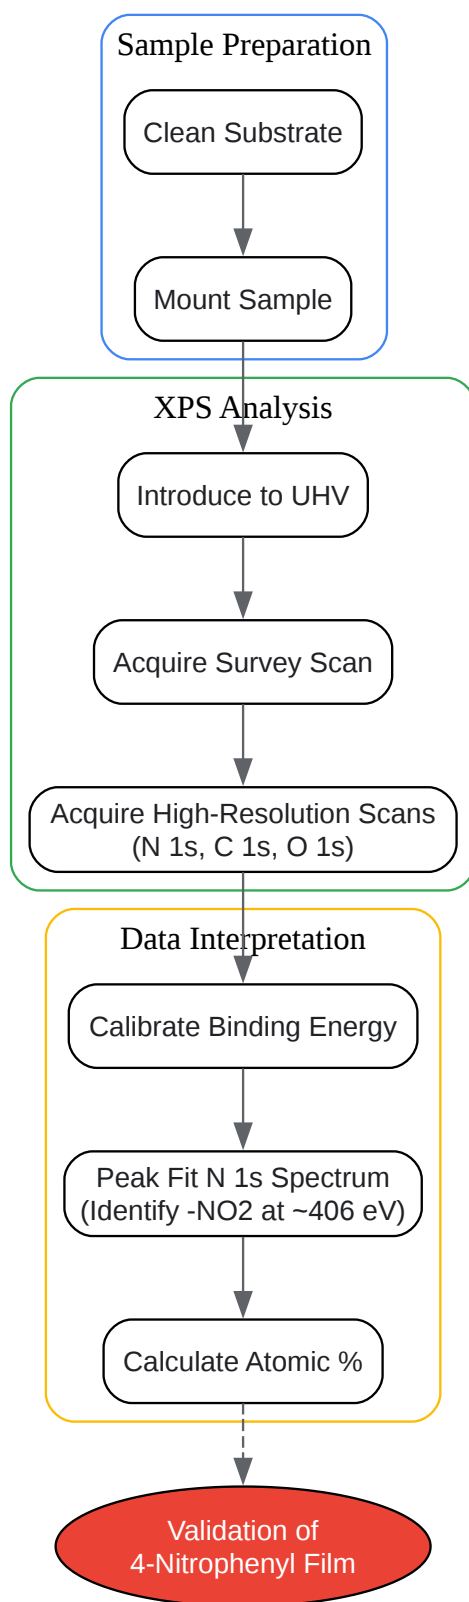 Sample Preparation
Clean Substrate
Mount Sample
XPS Analysis
Introduce to UHV
Acquire Survey Scan
Acquire High-Resolution Scans
(N 1s, C 1s, O 1s)
Data Interpretation
Calibrate Binding Energy
Peak Fit N 1s Spectrum
(Identify -NO2 at ~406 eV)
Calculate Atomic %
Validation of
4-Nitrophenyl Film